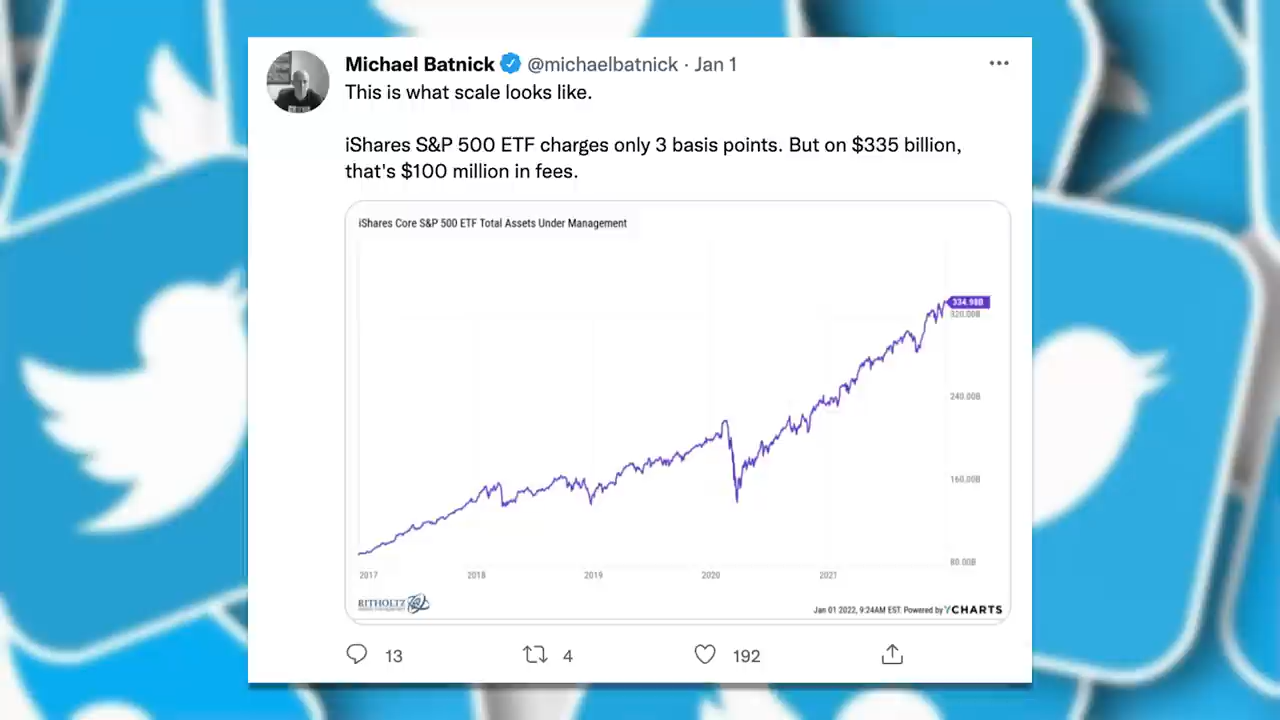 Michael Batnick @michaelbatnick · Jan 1
This is what scale looks like.
iShares S&P 500 ETF charges only 3 basis points. But on $335 billion,
that's $100 million in fees.
iShares Core S&P 500 ETF Total Assets Under Management
334.98B
320.00B
240.00B
160.00B
80.00B
2017 2018 2019 2020 2021
RITHOLTZ
Jan 01 2022, 9:24AM EST. Powered by YCHARTS
13 4 192